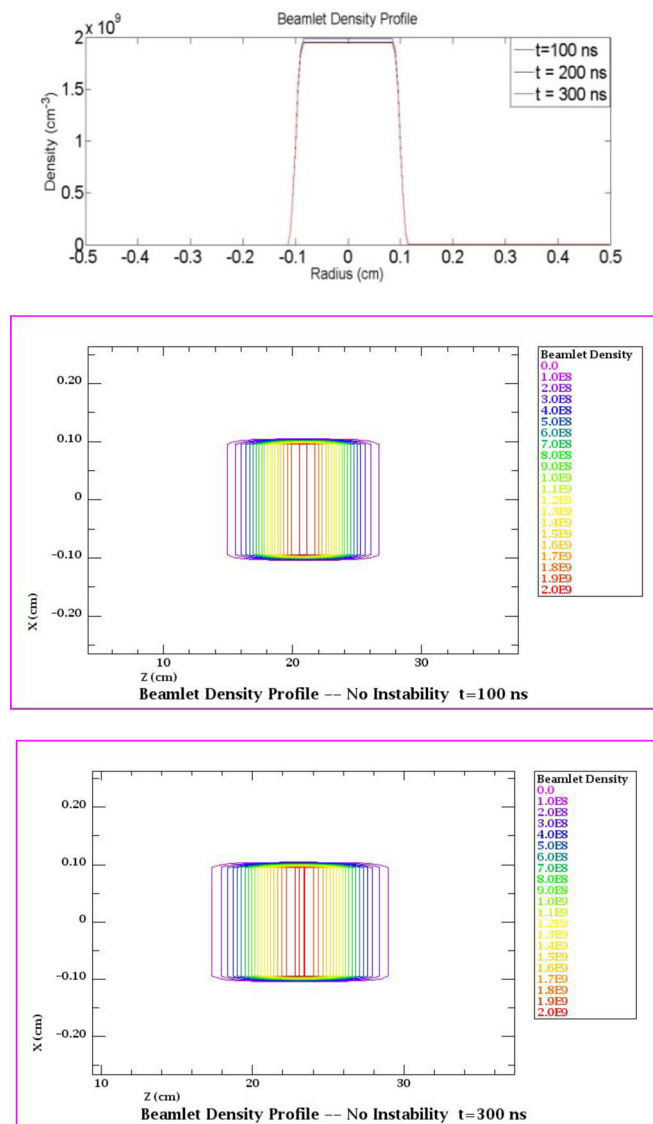 Beamlet Density Profile
x 10^9
2
1.5
1
0.5
0
Density (cm^-3)
t=100 ns
t = 200 ns
t = 300 ns
-0.5 -0.4 -0.3 -0.2 -0.1 0 0.1 0.2 0.3 0.4 0.5
Radius (cm)
0.20
0.10
0
-0.10
-0.20
X (cm)
10 20 30
Z (cm)
Beamlet Density
0.0
1.0E8
2.0E8
3.0E8
4.0E8
5.0E8
6.0E8
7.0E8
8.0E8
9.0E8
1.0E9
1.1E9
1.2E9
1.3E9
1.4E9
1.5E9
1.6E9
1.7E9
1.8E9
1.9E9
2.0E9
Beamlet Density Profile -- No Instability t=100 ns
0.20
0.10
0
-0.10
-0.20
X (cm)
10 20 30
Z (cm)
Beamlet Density
0.0
1.0E8
2.0E8
3.0E8
4.0E8
5.0E8
6.0E8
7.0E8
8.0E8
9.0E8
1.0E9
1.1E9
1.2E9
1.3E9
1.4E9
1.5E9
1.6E9
1.7E9
1.8E9
1.9E9
2.0E9
Beamlet Density Profile -- No Instability t=300 ns